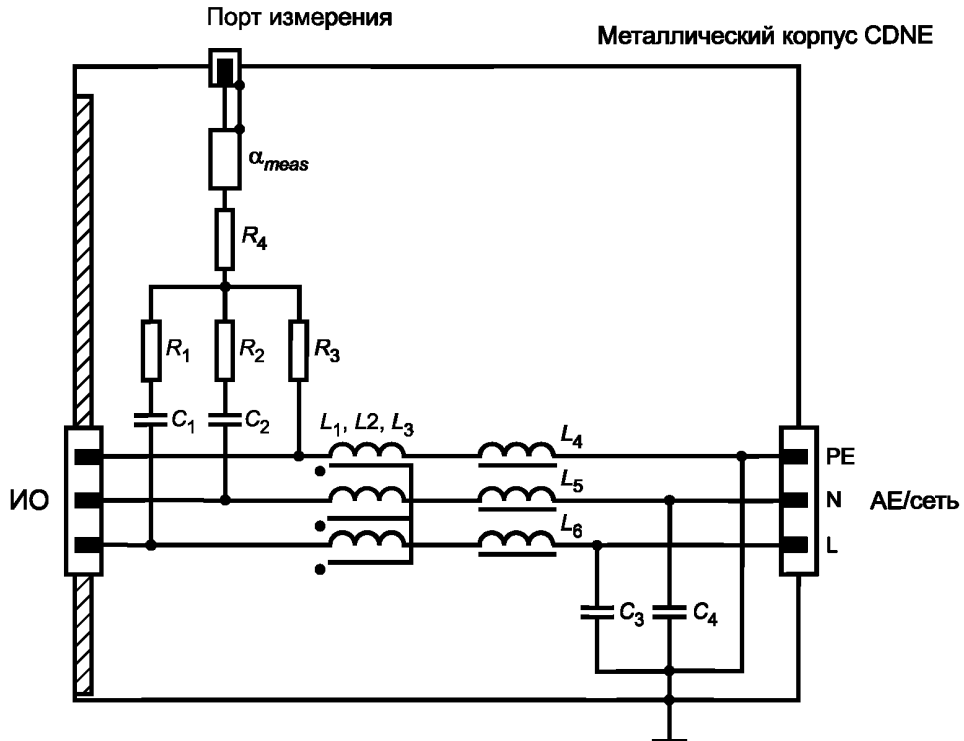 Порт измерения
Металлический корпус CDNE
αmeas
R4
R1
R2
R3
C1
C2
L1, L2, L3
L4
PE
L5
ИО
N
AE/сеть
L6
L
C3
C4